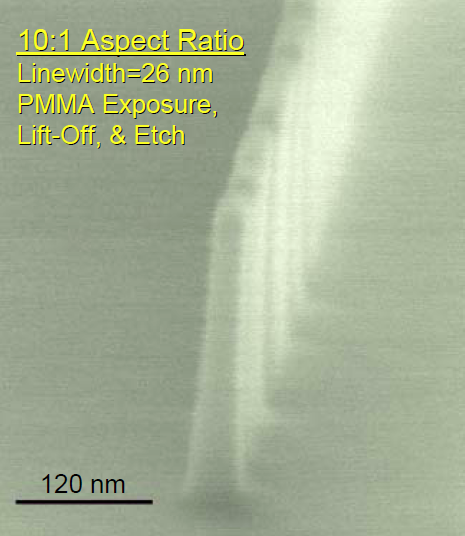 10:1 Aspect Ratio
Linewidth=26 nm
PMMA Exposure,
Lift-Off, & Etch
120 nm